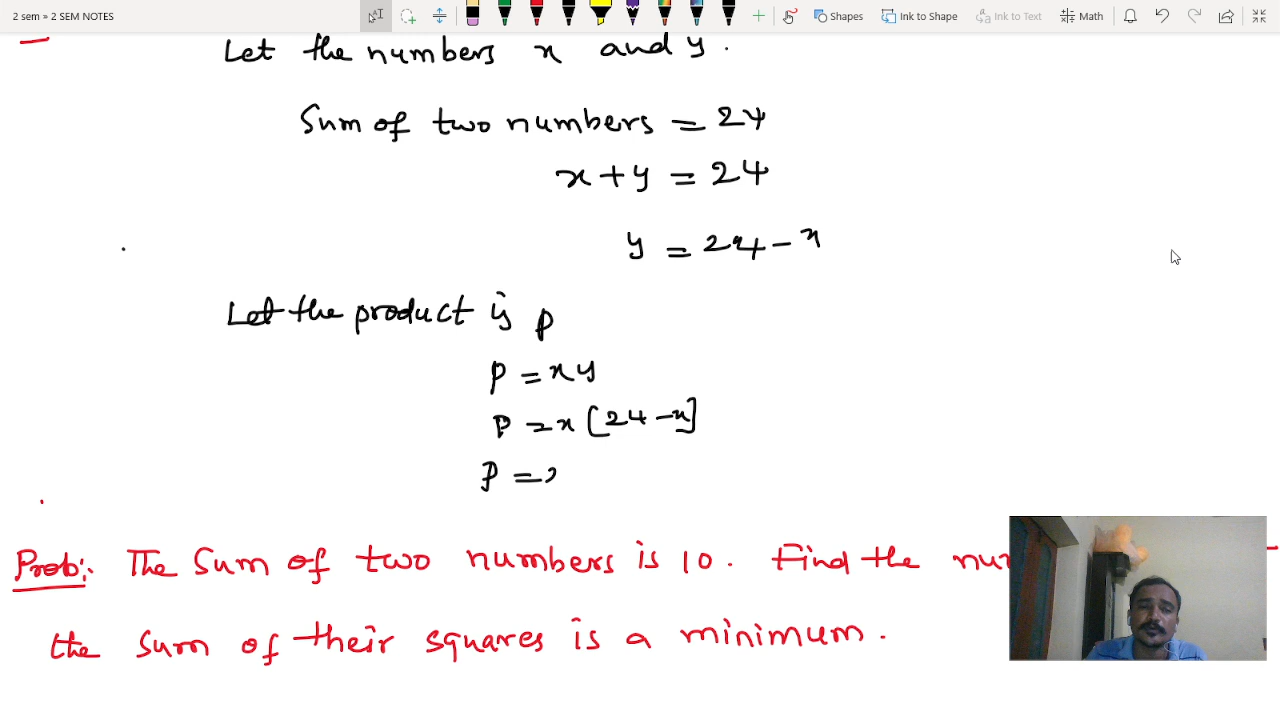 2 sem » 2 SEM NOTES
Shapes Ink to Shape Ink to Text Math
Let the numbers x and y.
Sum of two numbers = 24
x+y = 24
y = 24-x
Let the product is p
p = xy
p = x[24-x]
P =
Prob:. The Sum of two numbers is 10. Find the
the sum of their squares is a minimum.